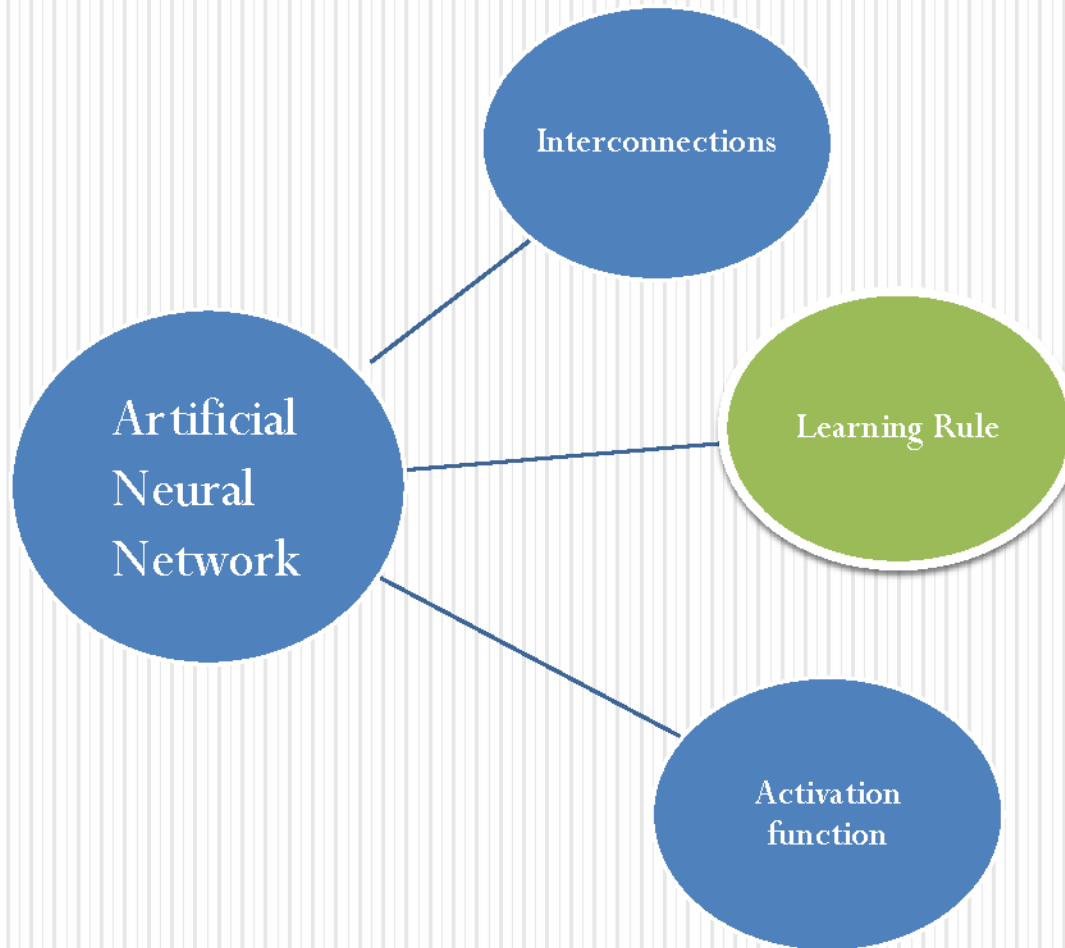 Interconnections
Learning Rule
Artificial
Neural
Network
Activation
function